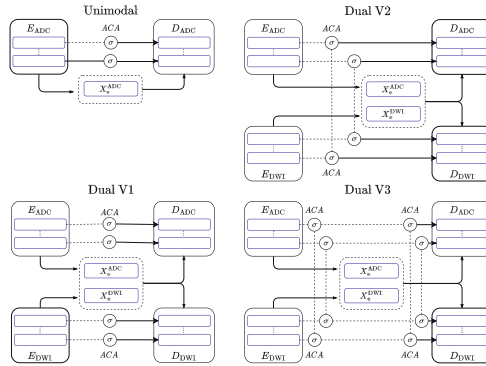 Unimodal
E_ADC ACA D_ADC
σ
σ
X_e^ADC
Dual V2
E_ADC ACA D_ADC
σ
σ
X_e^ADC
X_e^DWI
σ
σ
E_DWI ACA D_DWI
Dual V1
E_ADC ACA D_ADC
σ
σ
X_e^ADC
X_e^DWI
σ
σ
E_DWI ACA D_DWI
Dual V3
E_ADC ACA ACA D_ADC
σ σ
σ σ
X_e^ADC
X_e^DWI
σ σ
σ σ
E_DWI ACA ACA D_DWI